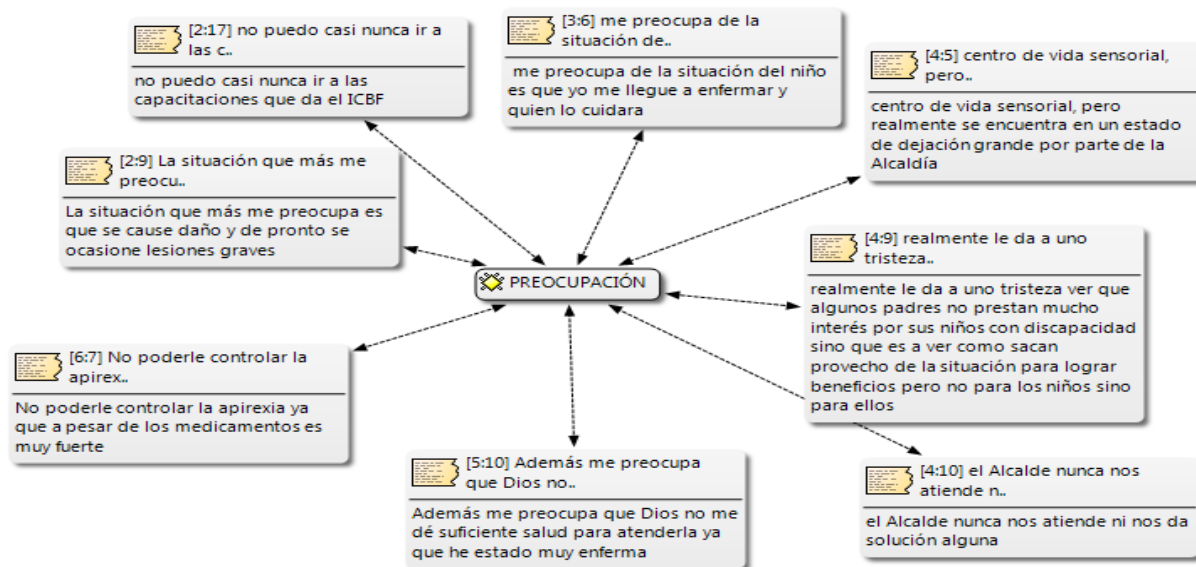 [2:17] no puedo casi nunca ir a
las c..
no puedo casi nunca ir a las
capacitaciones que da el ICBF
[3:6] me preocupa de la
situación de..
me preocupa de la situación del niño
es que yo me llegue a enfermar y
quien lo cuidara
[4:5] centro de vida sensorial,
pero..
centro de vida sensorial, pero
realmente se encuentra en un estado
de dejación grande por parte de la
Alcaldía
[2:9] La situación que más me
preocu..
La situación que más me preocupa es
que se cause daño y de pronto se
ocasione lesiones graves
PREOCUPACIÓN
[4:9] realmente le da a uno
tristeza..
realmente le da a uno tristeza ver que
algunos padres no prestan mucho
interés por sus niños con discapacidad
sino que es a ver como sacan
provecho de la situación para lograr
beneficios pero no para los niños sino
para ellos
[6:7] No poderle controlar la
apirex..
No poderle controlar la apirexia ya
que a pesar de los medicamentos es
muy fuerte
[5:10] Además me preocupa
que Dios no..
Además me preocupa que Dios no me
dé suficiente salud para atenderla ya
que he estado muy enferma
[4:10] el Alcalde nunca nos
atiende n..
el Alcalde nunca nos atiende ni nos da
solución alguna